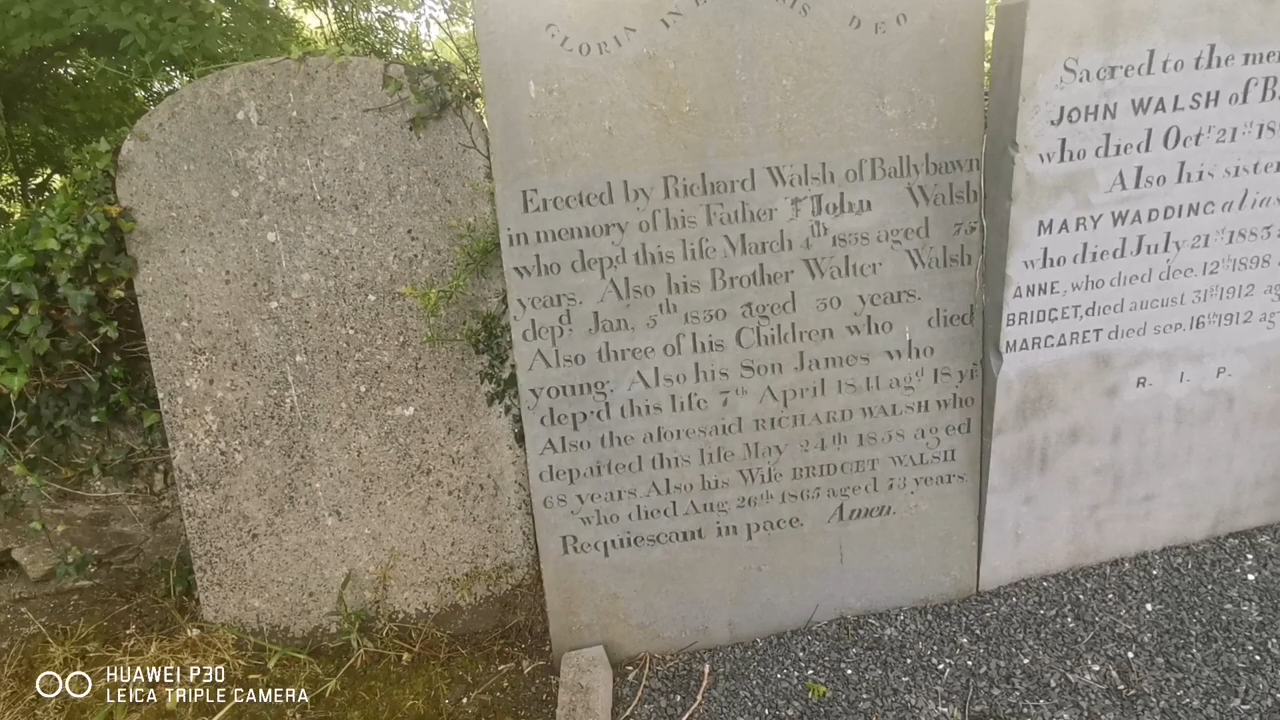 GLORIA IN DEO
Erected by Richard Walsh of Ballybawn
in memory of his Father John Walsh
who dep,d this life March 4th 1838 aged 75
years. Also his Brother Walter Walsh
depd, Jan, 5th 1830 aged 30 years.
Also three of his Children who died
young. Also his Son James who
dep'd this life 7th April 1841 agd 18 yrs
Also the aforesaid RICHARD WALSH who
departed this life May 24th 1858 aged
68 years. Also his Wife BRIDGET WALSH
who died Aug. 26th 1865 aged 73 years.
Requiescant in pace. Amen.
Sacred to the
JOHN WALSH of
who died Octr 21st
Also his sister
MARY WADDING alias
who died July 21st 1883
ANNE, who died dec. 12th 1898
BRIDGET, died august 31st 1912
MARGARET died sep. 16th 1912
R. I. P.
HUAWEI P30
LEICA TRIPLE CAMERA